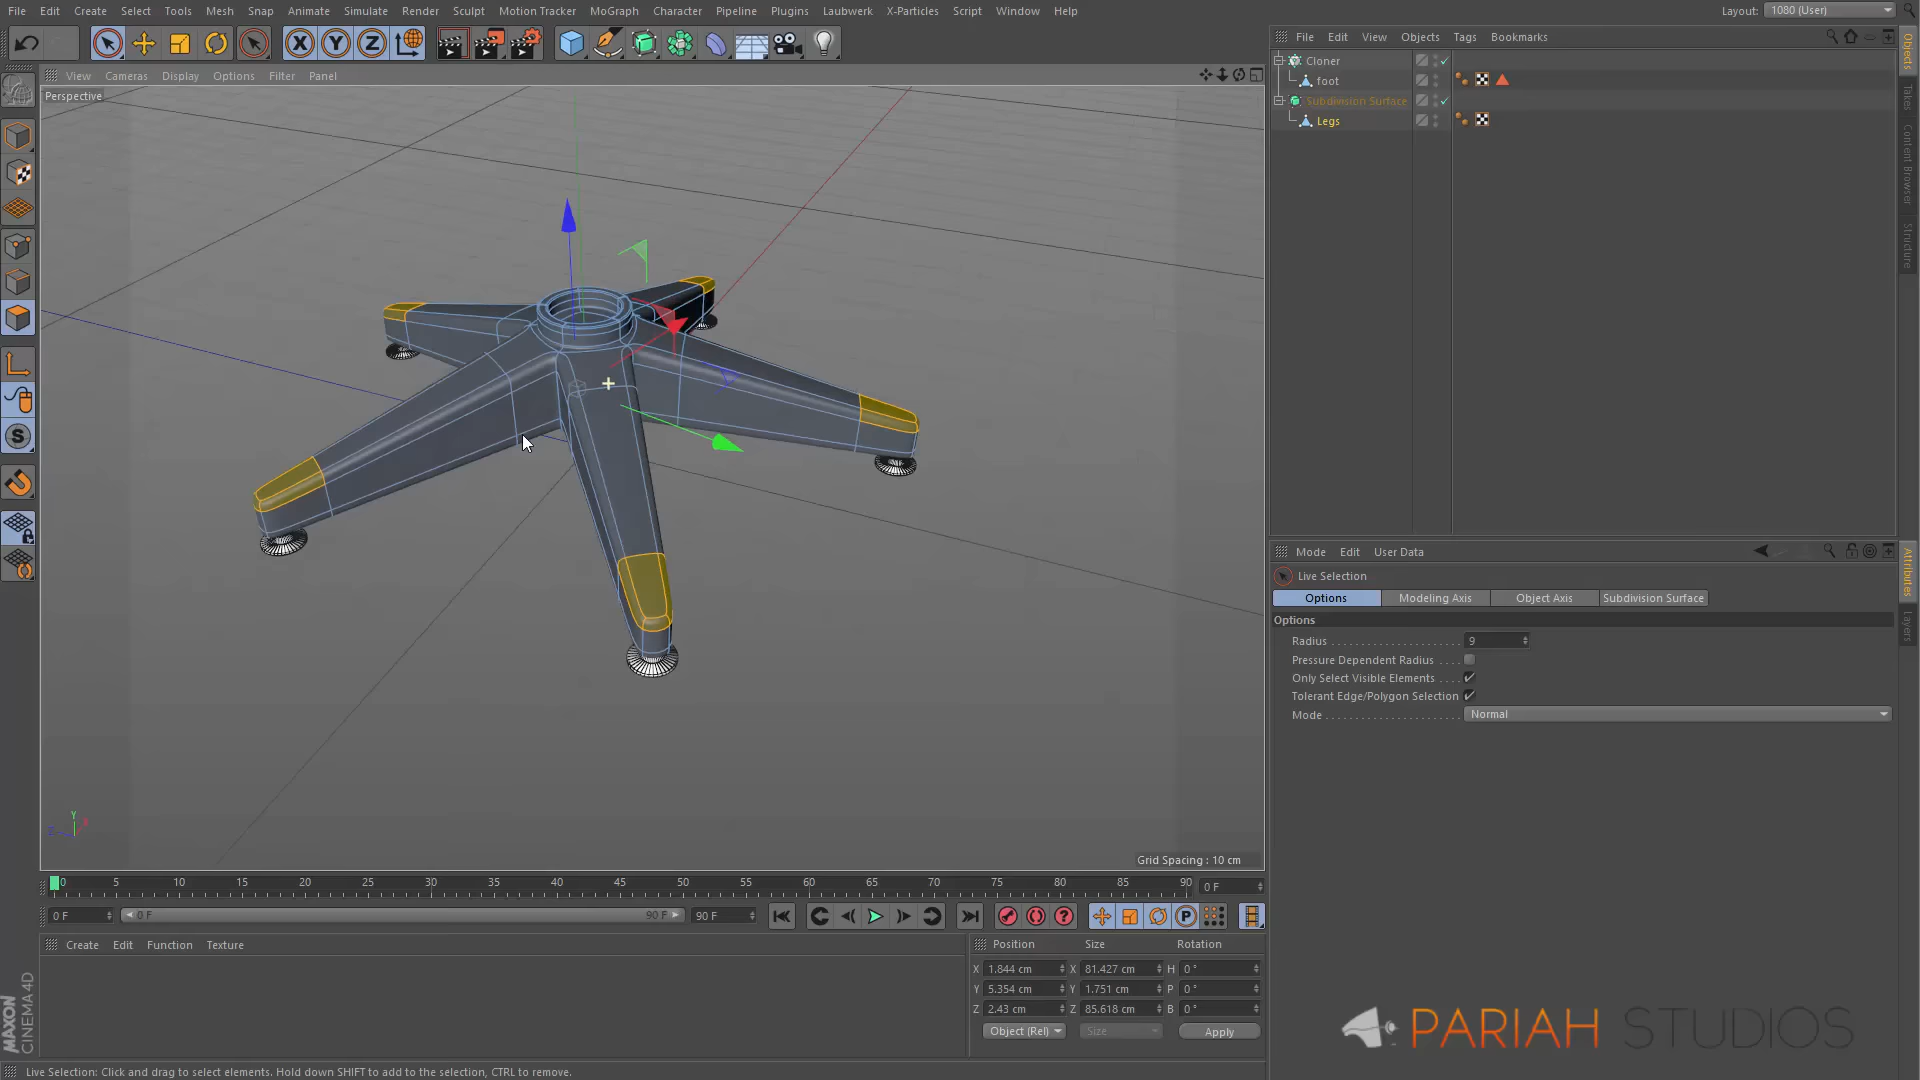 File Edit Create Select Tools Mesh Snap Animate Simulate Render Sculpt Motion Tracker MoGraph Character Pipeline Plugins Laubwerk X-Particles Script Window Help
Layout: 1080 (User)
File Edit View Objects Tags Bookmarks
View Cameras Display Options Filter Panel
Perspective
Cloner
foot
Subdivision Surface
Legs
Objects
Takes
Content Browser
Structure
Mode Edit User Data
Live Selection
Options Modeling Axis Object Axis Subdivision Surface
Options
Radius 9
Pressure Dependent Radius
Only Select Visible Elements
Tolerant Edge/Polygon Selection
Mode Normal
Attributes
Layers
Y
X
Z
Grid Spacing : 10 cm
0 5 10 15 20 25 30 35 40 45 50 55 60 65 70 75 80 85 90 0 F
0 F 0 F 90 F 90 F
Create Edit Function Texture
Position Size Rotation
X 1.844 cm X 81.427 cm H 0 °
Y 5.354 cm Y 1.751 cm P 0 °
Z 2.43 cm Z 85.618 cm B 0 °
Object (Rel) Size Apply
MAXON CINEMA 4D
PARIAH STUDIOS
Live Selection: Click and drag to select elements. Hold down SHIFT to add to the selection, CTRL to remove.